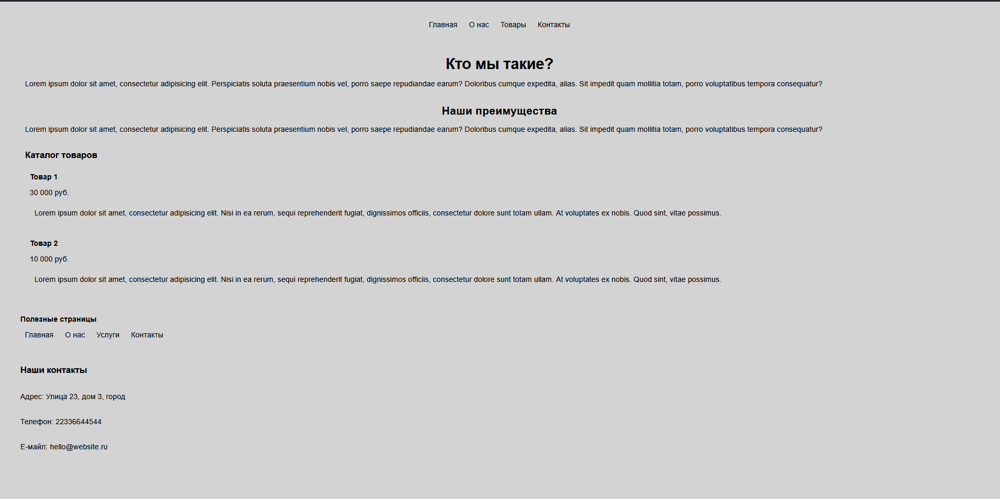 Главная О нас Товары Контакты
Кто мы такие?
Lorem ipsum dolor sit amet, consectetur adipisicing elit. Perspiciatis soluta praesentium nobis vel, porro saepe repudiandae earum? Doloribus cumque expedita, alias. Sit impedit quam mollitia totam, porro voluptatibus tempora consequatur?
Наши преимущества
Lorem ipsum dolor sit amet, consectetur adipisicing elit. Perspiciatis soluta praesentium nobis vel, porro saepe repudiandae earum? Doloribus cumque expedita, alias. Sit impedit quam mollitia totam, porro voluptatibus tempora consequatur?
Каталог товаров
Товар 1
30 000 руб.
Lorem ipsum dolor sit amet, consectetur adipisicing elit. Nisi in ea rerum, sequi reprehenderit fugiat, dignissimos officiis, consectetur dolore sunt totam ullam. At voluptates ex nobis. Quod sint, vitae possimus.
Товар 2
10 000 руб.
Lorem ipsum dolor sit amet, consectetur adipisicing elit. Nisi in ea rerum, sequi reprehenderit fugiat, dignissimos officiis, consectetur dolore sunt totam ullam. At voluptates ex nobis. Quod sint, vitae possimus.
Полезные страницы
Главная О нас Услуги Контакты
Наши контакты
Адрес: Улица 23, дом 3, город
Телефон: 22336644544
Е-майл: hello@website.ru